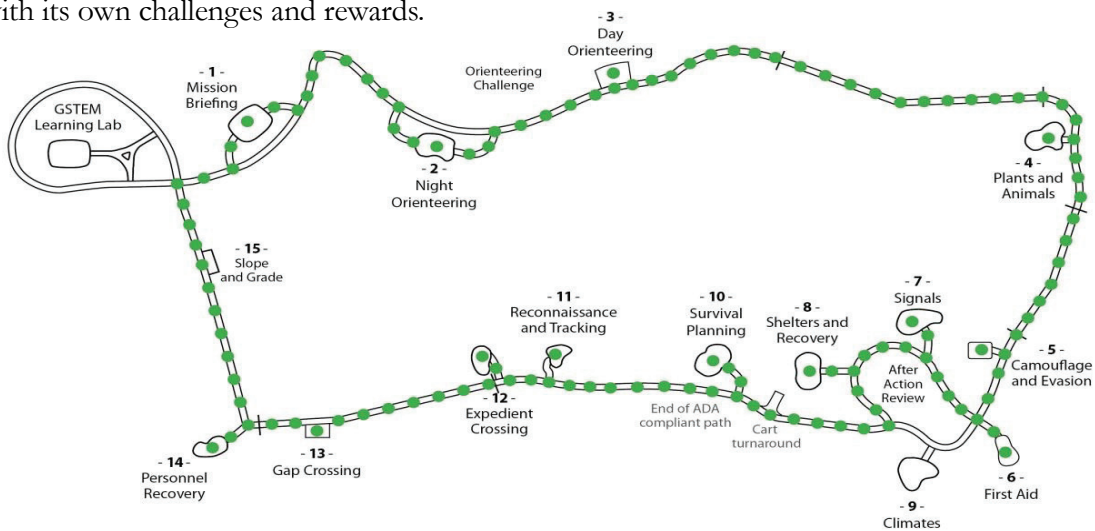 with its own challenges and rewards.
- 1 -
Mission
Briefing
GSTEM
Learning Lab
- 2 -
Night
Orienteering
Orienteering
Challenge
- 3 -
Day
Orienteering
- 4 -
Plants and
Animals
- 5 -
Camouflage
and Evasion
- 6 -
First Aid
- 7 -
Signals
- 8 -
Shelters and
Recovery
After
Action
Review
- 9 -
Climates
- 10 -
Survival
Planning
End of ADA
compliant path
Cart
turnaround
- 11 -
Reconnaissance
and Tracking
- 12 -
Expedient
Crossing
- 13 -
Gap Crossing
- 14 -
Personnel
Recovery
- 15 -
Slope
and Grade